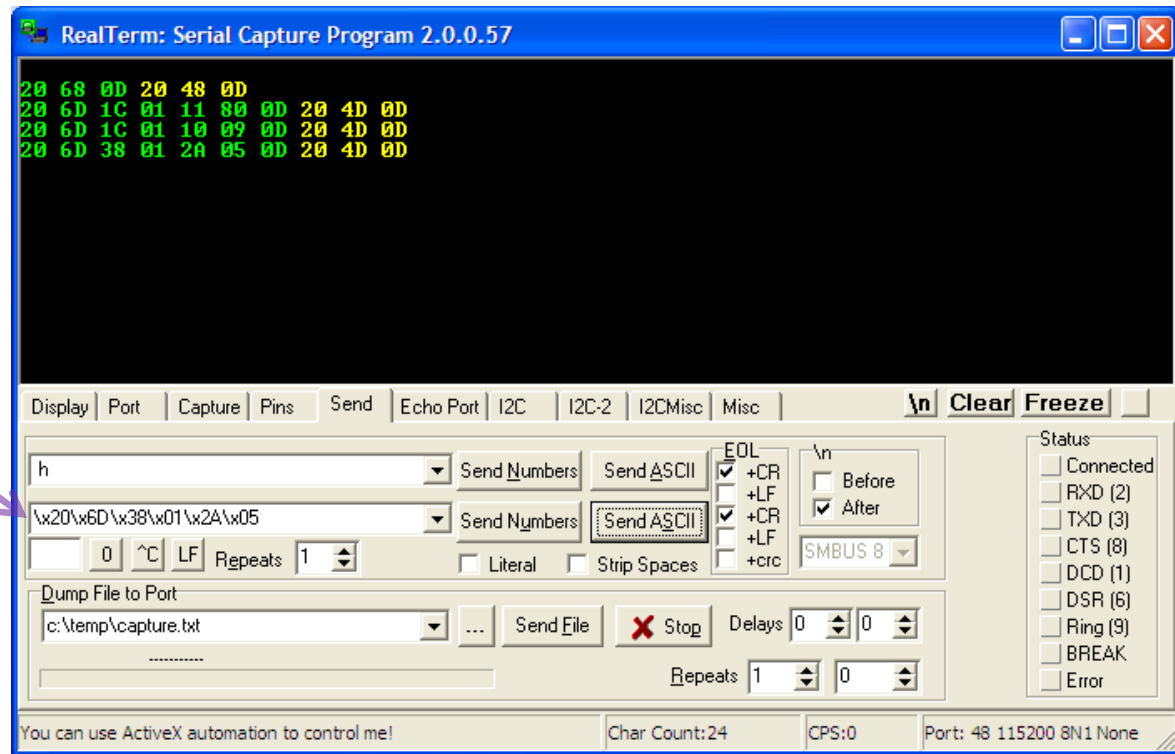 RealTerm: Serial Capture Program 2.0.0.57
20 68 0D 20 48 0D
20 6D 1C 01 11 80 0D 20 4D 0D
20 6D 1C 01 10 09 0D 20 4D 0D
20 6D 38 01 2A 05 0D 20 4D 0D
Display Port Capture Pins Send Echo Port I2C I2C-2 I2CMisc Misc \n Clear Freeze
EOL \n Status
h Send Numbers Send ASCII +CR Before Connected
+LF After RXD (2)
\x20\x6D\x38\x01\x2A\x05 Send Numbers Send ASCII +CR TXD (3)
+LF SMBUS 8 CTS (8)
0 ^C LF Repeats 1 Literal Strip Spaces +crc DCD (1)
Dump File to Port DSR (6)
c:\temp\capture.txt ... Send File Stop Delays 0 0 Ring (9)
BREAK
Repeats 1 0 Error
You can use ActiveX automation to control me! Char Count:24 CPS:0 Port: 48 115200 8N1 None